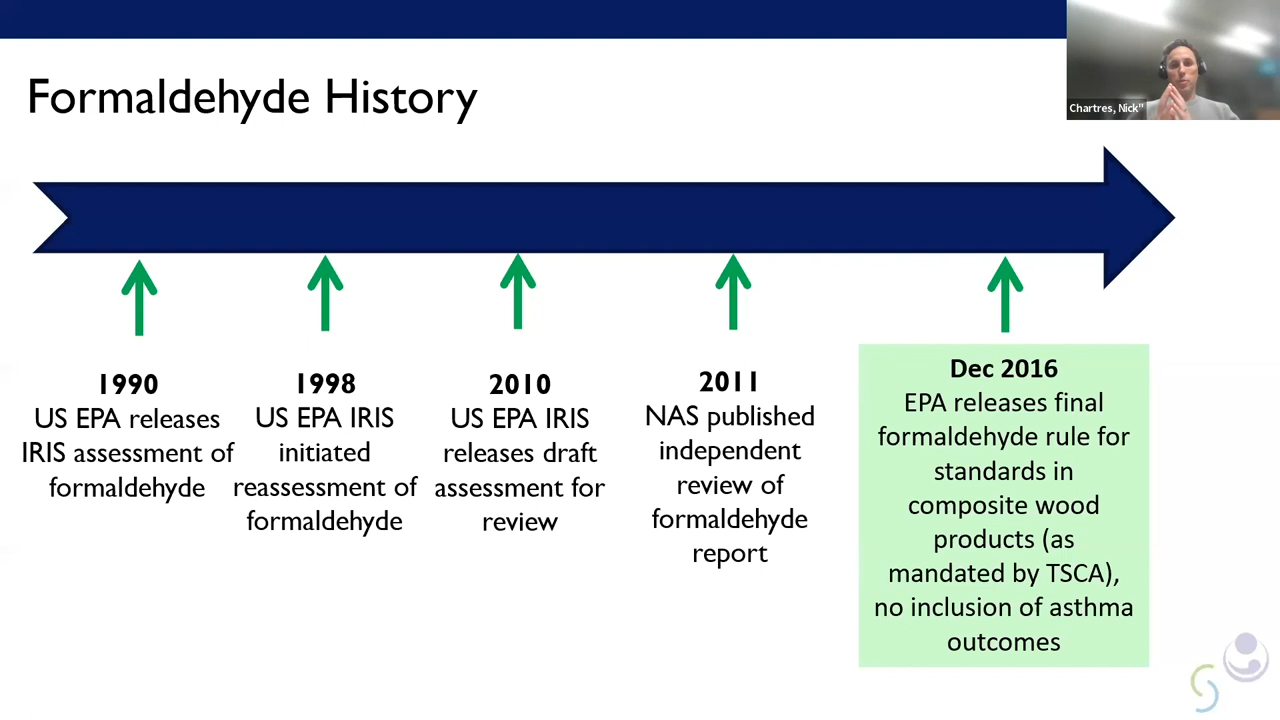 Formaldehyde History
Chartres, Nick"
1990
US EPA releases
IRIS assessment of
formaldehyde
1998
US EPA IRIS
initiated
reassessment of
formaldehyde
2010
US EPA IRIS
releases draft
assessment for
review
2011
NAS published
independent
review of
formaldehyde
report
Dec 2016
EPA releases final
formaldehyde rule for
standards in
composite wood
products (as
mandated by TSCA),
no inclusion of asthma
outcomes